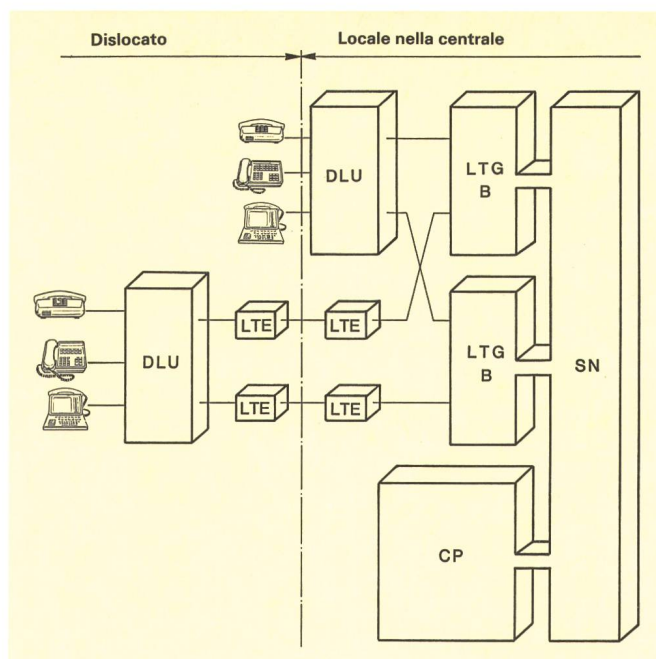 Dislocato
Locale nella centrale
DLU
LTG
B
DLU
LTE
LTE
LTG
B
SN
LTE
LTE
CP